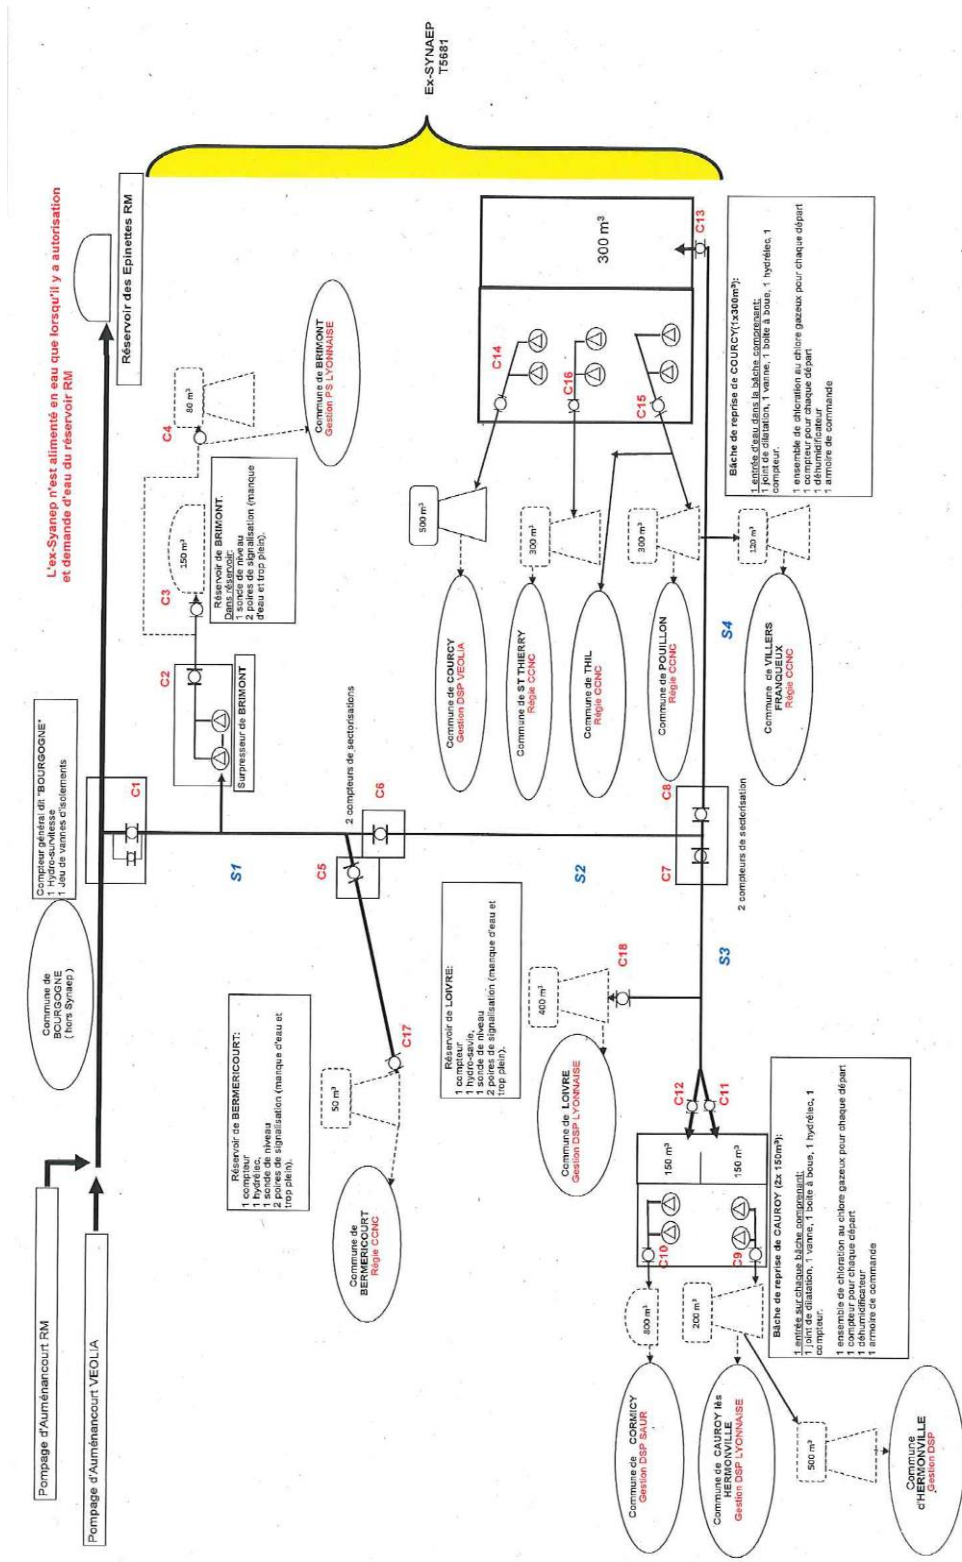 Pompage d'Auménancourt RM
Pompage d'Auménancourt VEOLIA
Commune de
BOURGOGNE
( hors Synaep )
Compteur général dit "BOURGOGNE"
1 Hydro-survitesse
1 Jeu de vannes d'isolements
C1
L'ex-Syanep n'est alimenté en eau que lorsqu'il y a autorisation
et demande d'eau du réservoir RM
Réservoir des Epinettes RM
Ex-SYNAEP
T5681
C2
Surpresseur de BRIMONT
C3
150 m³
C4
80 m³
Réservoir de BRIMONT.
Dans réservoir:
1 sonde de niveau
2 poires de signalisation (manque
d'eau et trop plein).
Commune de BRIMONT
Gestion PS LYONNAISE
S1
C5
C6
2 compteurs de sectorisations
Réservoir de BERMERICOURT:
1 compteur
1 hydrélec,
1 sonde de niveau
2 poires de signalisation (manque d'eau et
trop plein).
50 m³
C17
Commune de
BERMERICOURT
Régie CCNC
S2
Réservoir de LOIVRE:
1 compteur
1 hydro-savie,
1 sonde de niveau
2 poires de signalisation (manque d'eau et
trop plein).
400 m³
C18
Commune de LOIVRE
Gestion DSP LYONNAISE
C7
C8
2 compteurs de sectorisation
S3
S4
C12
C11
150 m³
150 m³
C10
C9
800 m³
200 m³
Bâche de reprise de CAUROY (2x 150m³):
1 entrée sur chaque bâche comprenant:
1 joint de dilatation, 1 vanne, 1 boite à boue, 1 hydrélec, 1
compteur.
1 ensemble de chloration au chlore gazeux pour chaque départ
1 compteur pour chaque départ
1 déhumidificateur
1 armoire de commande
Commune de CORMICY
Gestion DSP SAUR
Commune de CAUROY lès
HERMONVILLE
Gestion DSP LYONNAISE
500 m³
Commune
d'HERMONVILLE
Gestion DSP
C14
C16
C15
300 m³
C13
500 m³
300 m³
300 m³
120 m³
Commune de COURCY
Gestion DSP VEOLIA
Commune de ST THIERRY
Régie CCNC
Commune de THIL
Régie CCNC
Commune de POUILLON
Régie CCNC
Commune de VILLERS
FRANQUEUX
Régie CCNC
Bâche de reprise de COURCY(1x300m³):
1 entrée d'eau dans la bâche comprenant:
1 joint de dilatation, 1 vanne, 1 boîte à boue, 1 hydrélec, 1
compteur.
1 ensemble de chloration au chlore gazeux pour chaque départ
1 compteur pour chaque départ
1 déhumidificateur
1 armoire de commande